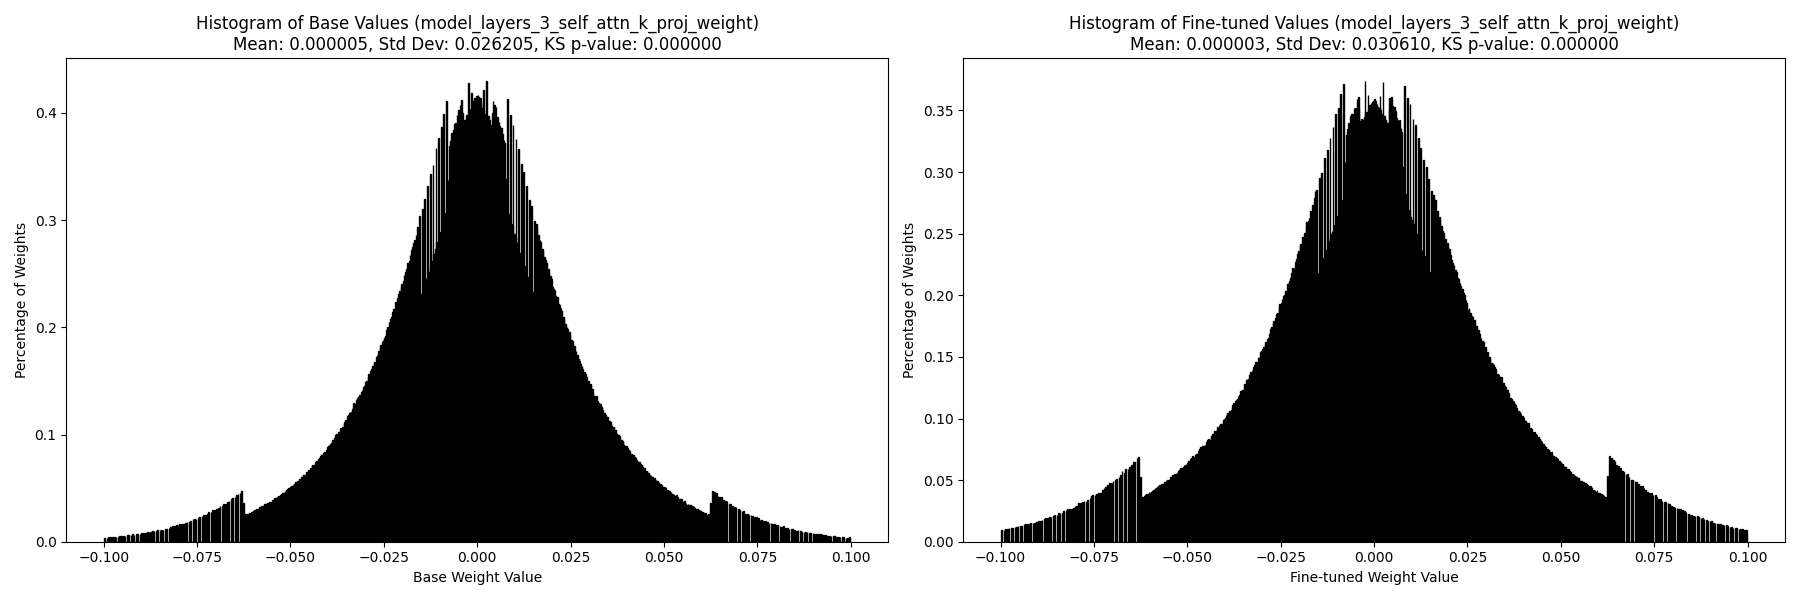 Histogram of Base Values (model_layers_3_self_attn_k_proj_weight)
Mean: 0.000005, Std Dev: 0.026205, KS p-value: 0.000000
0.4
0.3
0.2
0.1
0.0
Percentage of Weights
−0.100 −0.075 −0.050 −0.025 0.000 0.025 0.050 0.075 0.100
Base Weight Value
Histogram of Fine-tuned Values (model_layers_3_self_attn_k_proj_weight)
Mean: 0.000003, Std Dev: 0.030610, KS p-value: 0.000000
0.35
0.30
0.25
0.20
0.15
0.10
0.05
0.00
Percentage of Weights
−0.100 −0.075 −0.050 −0.025 0.000 0.025 0.050 0.075 0.100
Fine-tuned Weight Value